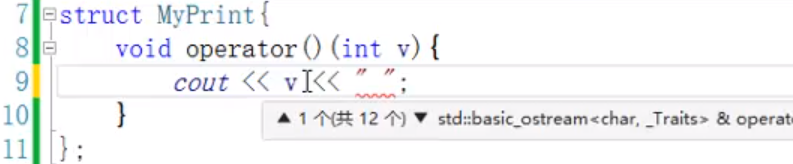 7 struct MyPrint{
8 void operator()(int v){
9 cout << v << " ";
10 }
▲ 1 个(共 12 个) ▼ std::basic_ostream<char, _Traits> & operato
11 };